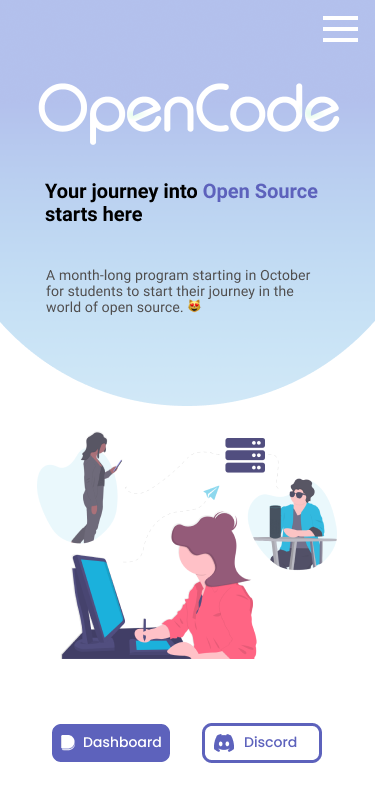 OpenCode
Your journey into Open Source
starts here
A month-long program starting in October
for students to start their journey in the
world of open source. 😻
Dashboard
Discord